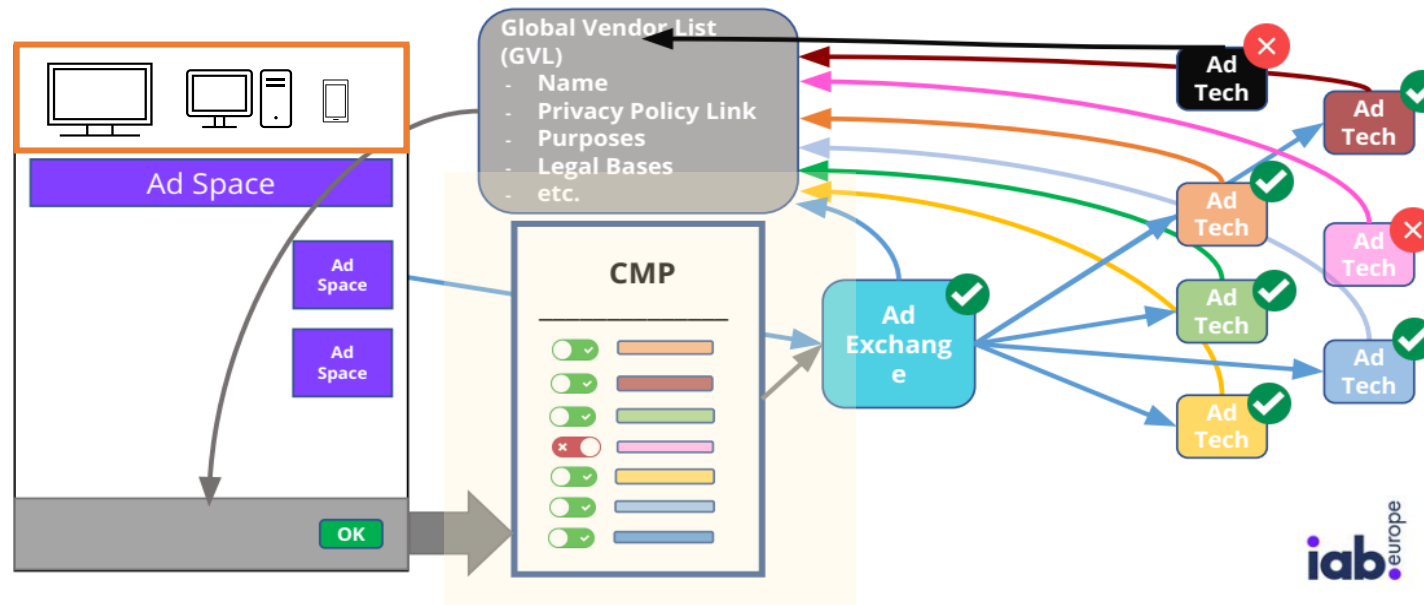 Global Vendor List
(GVL)
- Name
- Privacy Policy Link
- Purposes
- Legal Bases
- etc.
Ad Space
Ad
Space
Ad
Space
OK
CMP
Ad
Exchang
e
Ad
Tech
Ad
Tech
Ad
Tech
Ad
Tech
Ad
Tech
Ad
Tech
Ad
Tech
iab.
europe